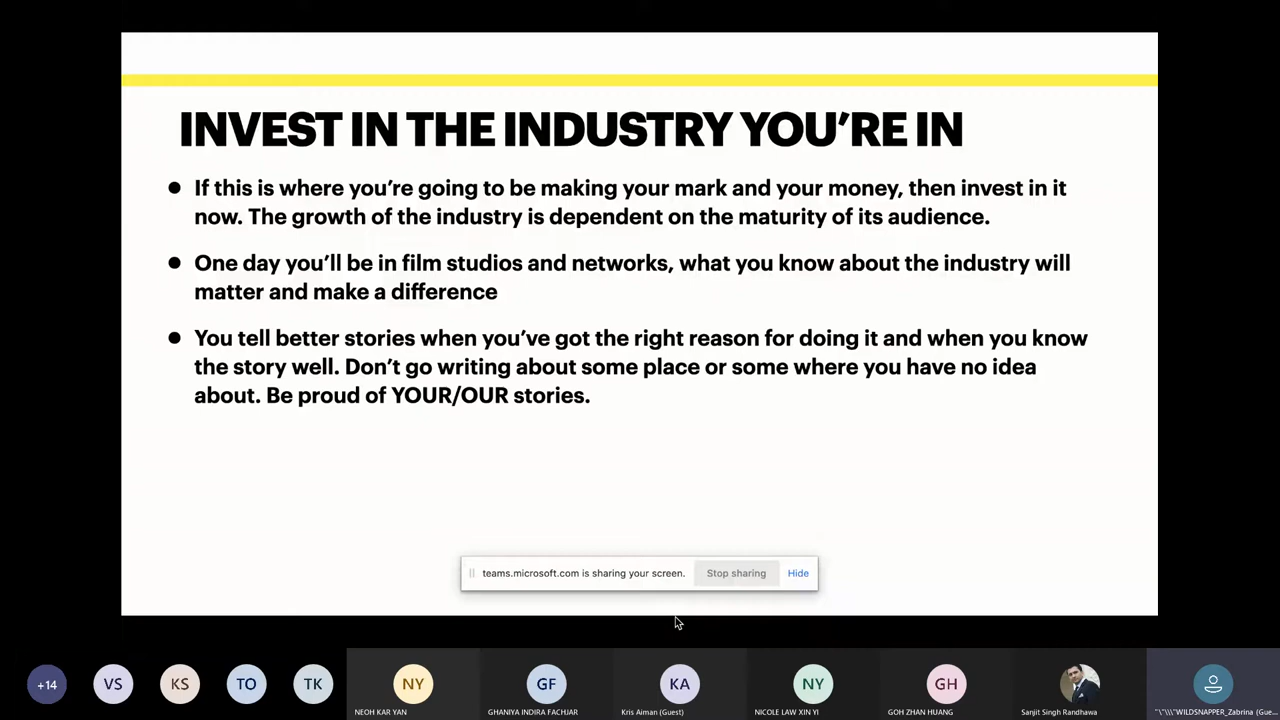 INVEST IN THE INDUSTRY YOU’RE IN
● If this is where you’re going to be making your mark and your money, then invest in it
now. The growth of the industry is dependent on the maturity of its audience.
● One day you’ll be in film studios and networks, what you know about the industry will
matter and make a difference
● You tell better stories when you’ve got the right reason for doing it and when you know
the story well. Don’t go writing about some place or some where you have no idea
about. Be proud of YOUR/OUR stories.
teams.microsoft.com is sharing your screen. Stop sharing Hide
+14 VS KS TO TK NY GF KA NY GH
NEOH KAR YAN GHANIYA INDIRA FACHJAR Kris Aiman (Guest) NICOLE LAW XIN YI GOH ZHAN HUANG Sanjit Singh Randhawa "\"\\\"WILDSNAPPER_Zabrina (Gue...